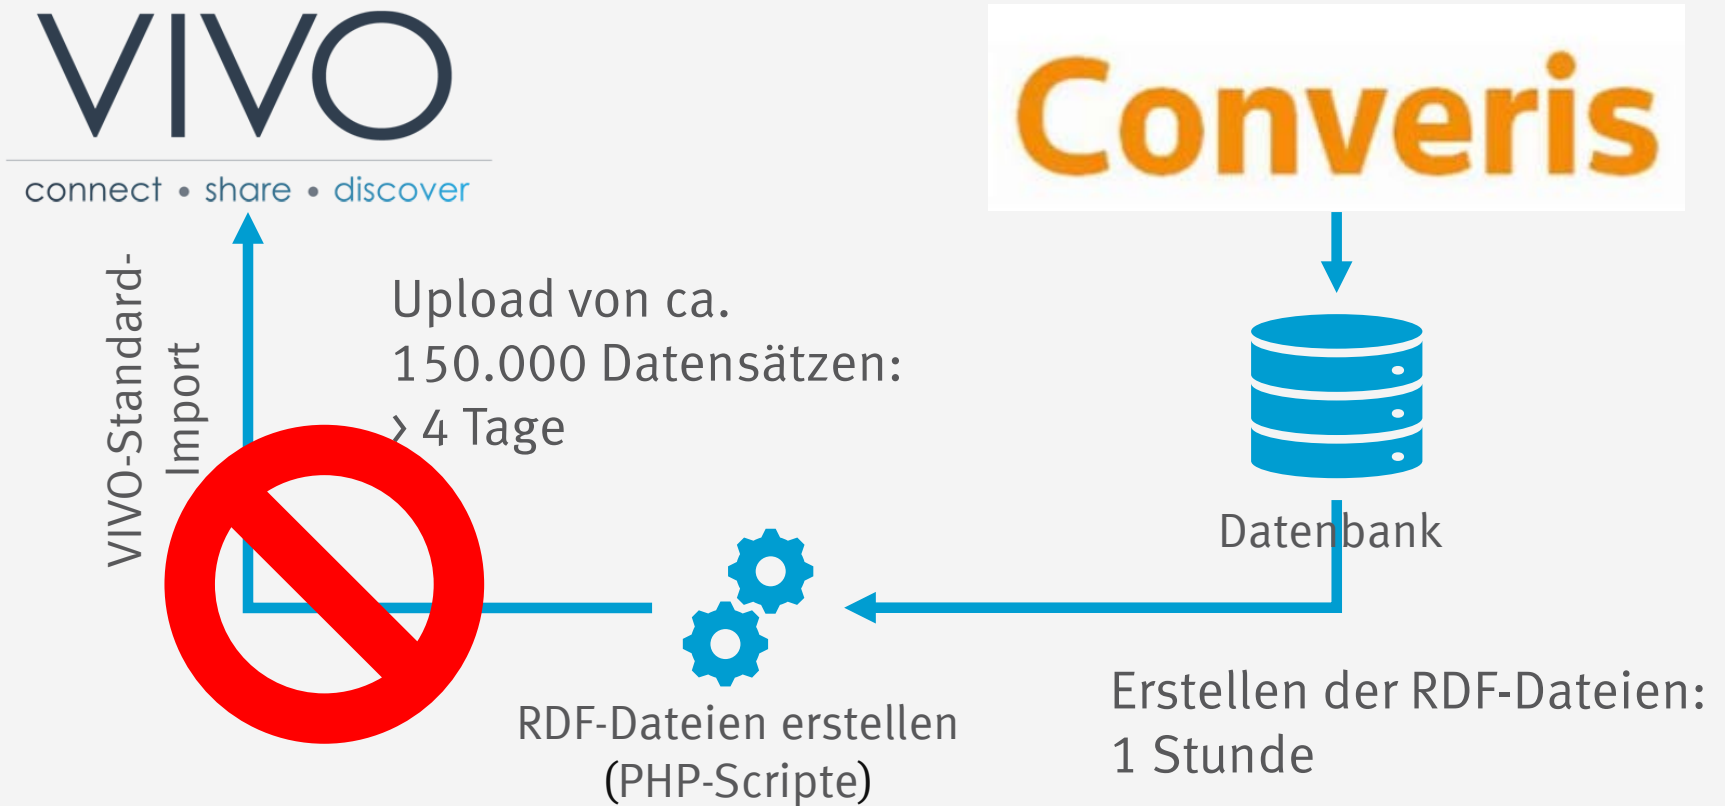 VIVO
connect • share • discover
Converis
VIVO-Standard-
Import
Upload von ca.
150.000 Datensätzen:
> 4 Tage
Datenbank
RDF-Dateien erstellen
(PHP-Scripte)
Erstellen der RDF-Dateien:
1 Stunde